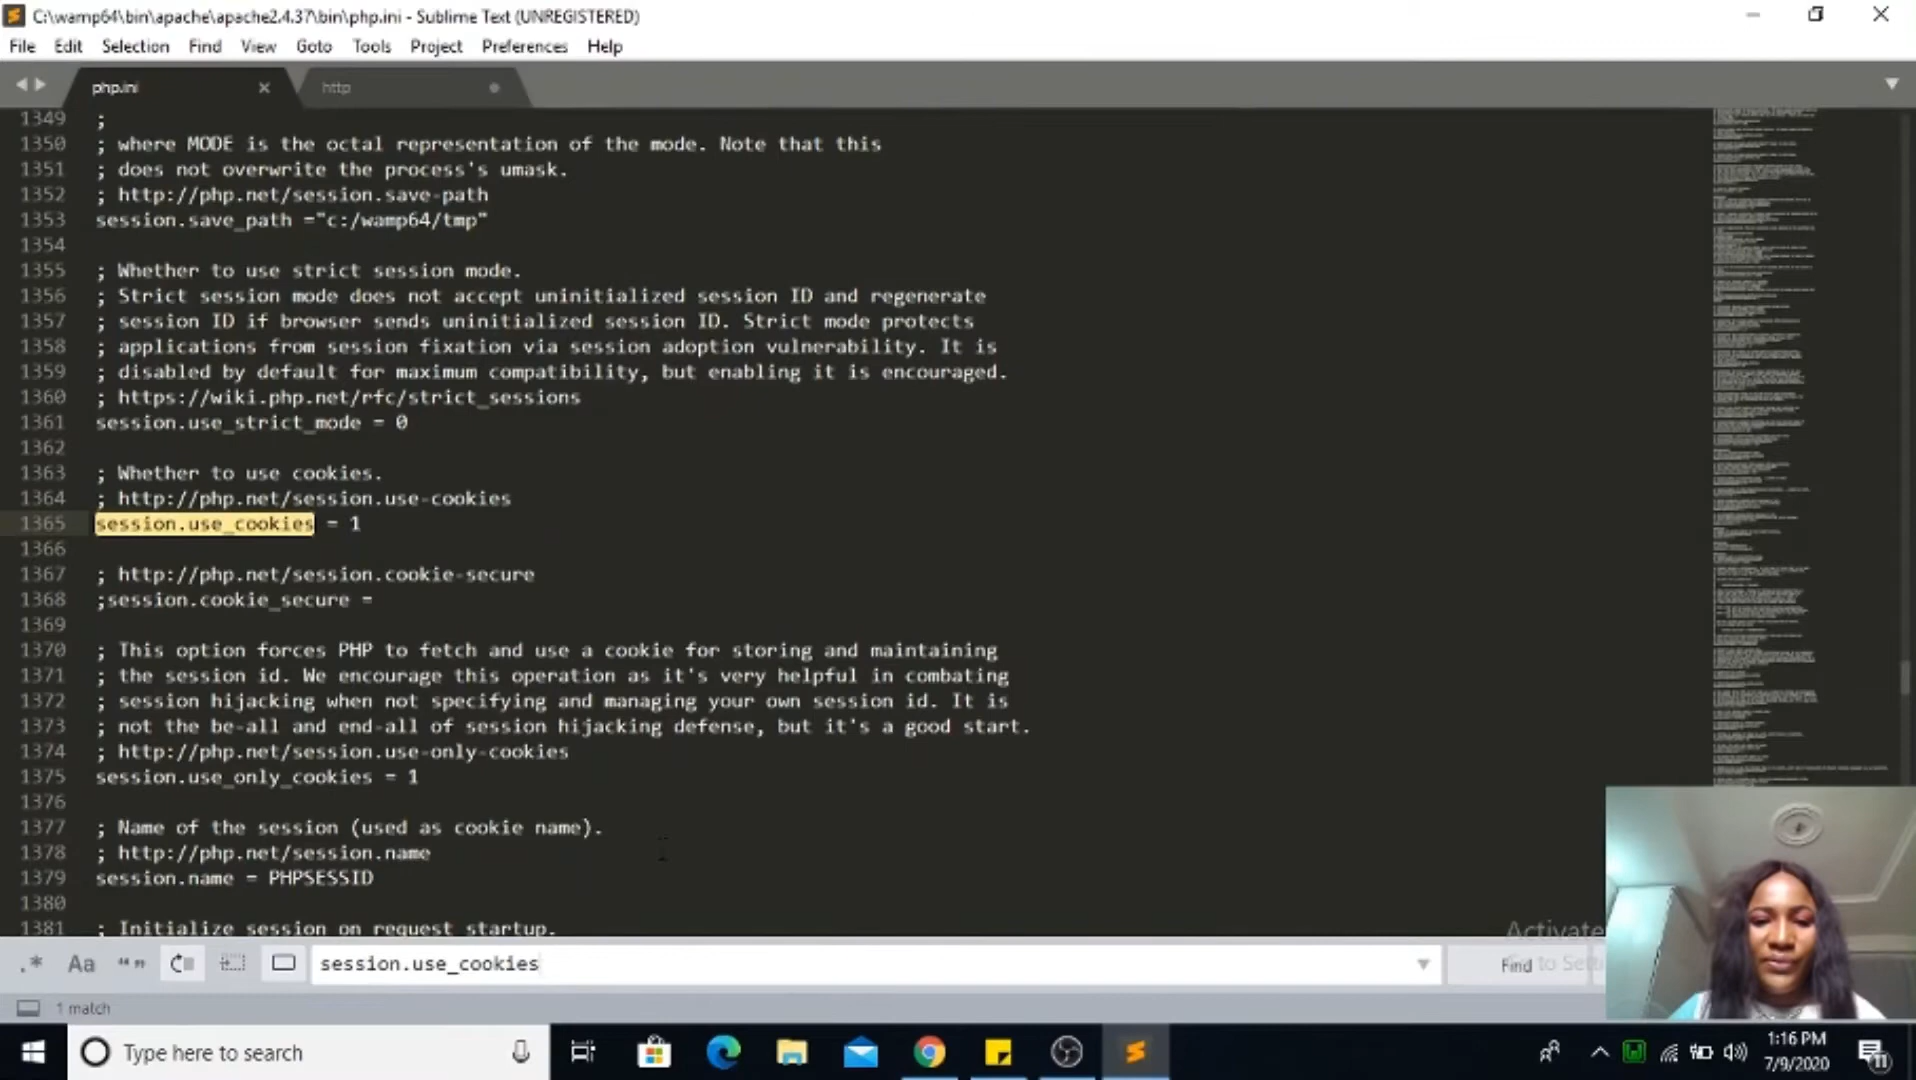 C:\wamp64\bin\apache\apache2.4.37\bin\php.ini - Sublime Text (UNREGISTERED)
File Edit Selection Find View Goto Tools Project Preferences Help
php.ini http
1349 ;
1350 ; where MODE is the octal representation of the mode. Note that this
1351 ; does not overwrite the process's umask.
1352 ; http://php.net/session.save-path
1353 session.save_path ="c:/wamp64/tmp"
1354
1355 ; Whether to use strict session mode.
1356 ; Strict session mode does not accept uninitialized session ID and regenerate
1357 ; session ID if browser sends uninitialized session ID. Strict mode protects
1358 ; applications from session fixation via session adoption vulnerability. It is
1359 ; disabled by default for maximum compatibility, but enabling it is encouraged.
1360 ; https://wiki.php.net/rfc/strict_sessions
1361 session.use_strict_mode = 0
1362
1363 ; Whether to use cookies.
1364 ; http://php.net/session.use-cookies
1365 session.use_cookies = 1
1366
1367 ; http://php.net/session.cookie-secure
1368 ;session.cookie_secure =
1369
1370 ; This option forces PHP to fetch and use a cookie for storing and maintaining
1371 ; the session id. We encourage this operation as it's very helpful in combating
1372 ; session hijacking when not specifying and managing your own session id. It is
1373 ; not the be-all and end-all of session hijacking defense, but it's a good start.
1374 ; http://php.net/session.use-only-cookies
1375 session.use_only_cookies = 1
1376
1377 ; Name of the session (used as cookie name).
1378 ; http://php.net/session.name
1379 session.name = PHPSESSID
1380
1381 ; Initialize session on request startup.
Activate
.* Aa “ ” session.use_cookies Find to Setti
1 match
Type here to search
1:16 PM
7/9/2020
11